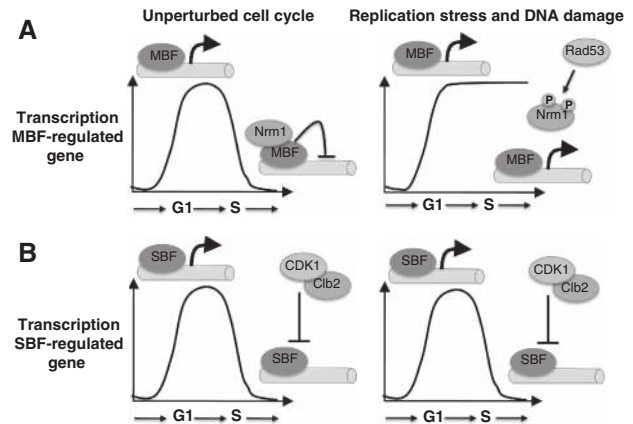 Unperturbed cell cycle
Replication stress and DNA damage
A
MBF
MBF
Rad53
P
P
Nrm1
Transcription
MBF-regulated
gene
Nrm1
MBF
MBF
G1
S
G1
S
B
SBF
CDK1
Clb2
SBF
CDK1
Clb2
Transcription
SBF-regulated
gene
SBF
SBF
G1
S
G1
S